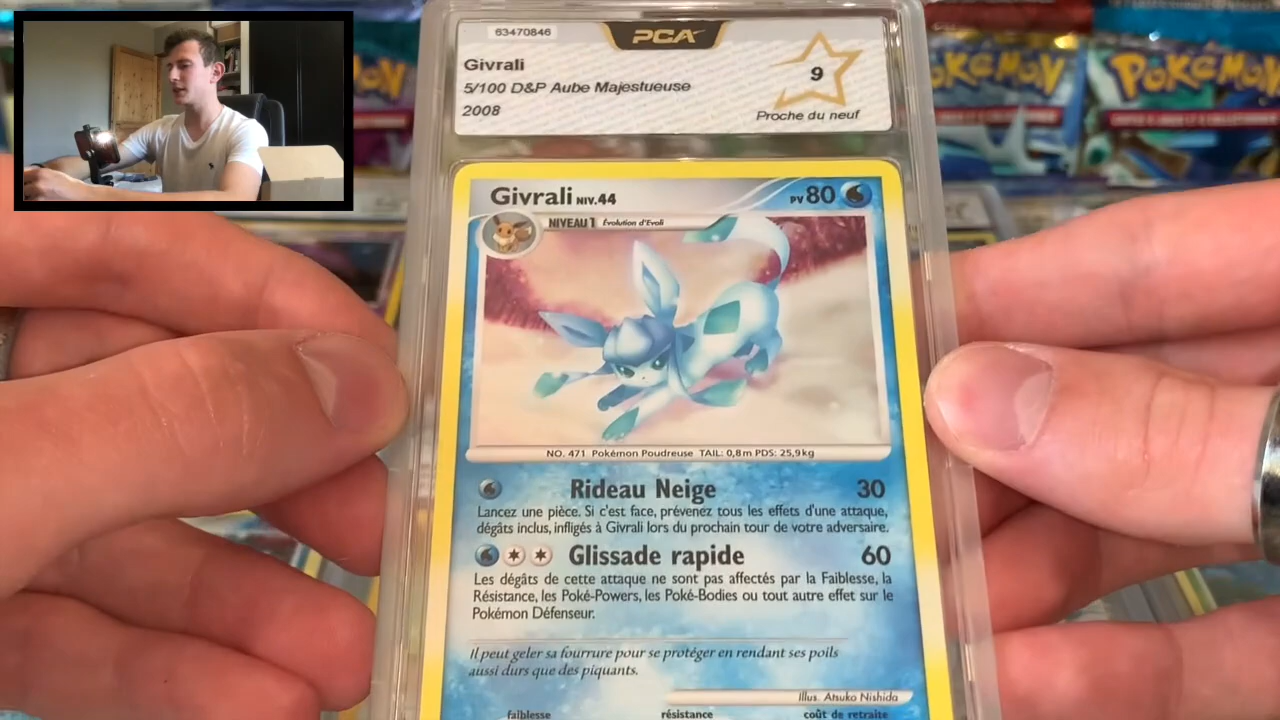 63470846
PCA
Givrali
5/100 D&P Aube Majestueuse
2008
9
Proche du neuf
POKéMON
POKéMON
Givrali NIV.44
PV 80
NIVEAU 1 Évolution d'Evoli
NO. 471 Pokémon Poudreuse TAIL: 0,8m PDS: 25,9kg
Rideau Neige 30
Lancez une pièce. Si c'est face, prévenez tous les effets d'une attaque,
dégâts inclus, infligés à Givrali lors du prochain tour de votre adversaire.
Glissade rapide 60
Les dégâts de cette attaque ne sont pas affectés par la Faiblesse, la
Résistance, les Poké-Powers, les Poké-Bodies ou tout autre effet sur le
Pokémon Défenseur.
Il peut geler sa fourrure pour se protéger en rendant ses poils
aussi durs que des piquants.
Illus. Atsuko Nishida
faiblesse résistance coût de retraite